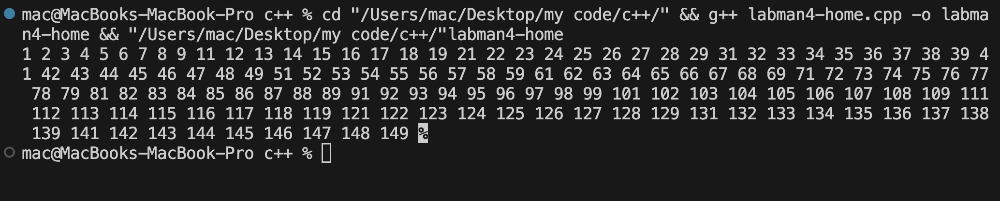 mac@MacBooks-MacBook-Pro c++ % cd "/Users/mac/Desktop/my code/c++/" && g++ labman4-home.cpp -o labma
n4-home && "/Users/mac/Desktop/my code/c++/"labman4-home
1 2 3 4 5 6 7 8 9 11 12 13 14 15 16 17 18 19 21 22 23 24 25 26 27 28 29 31 32 33 34 35 36 37 38 39 4
1 42 43 44 45 46 47 48 49 51 52 53 54 55 56 57 58 59 61 62 63 64 65 66 67 68 69 71 72 73 74 75 76 77
78 79 81 82 83 84 85 86 87 88 89 91 92 93 94 95 96 97 98 99 101 102 103 104 105 106 107 108 109 111
112 113 114 115 116 117 118 119 121 122 123 124 125 126 127 128 129 131 132 133 134 135 136 137 138
139 141 142 143 144 145 146 147 148 149 %
mac@MacBooks-MacBook-Pro c++ %